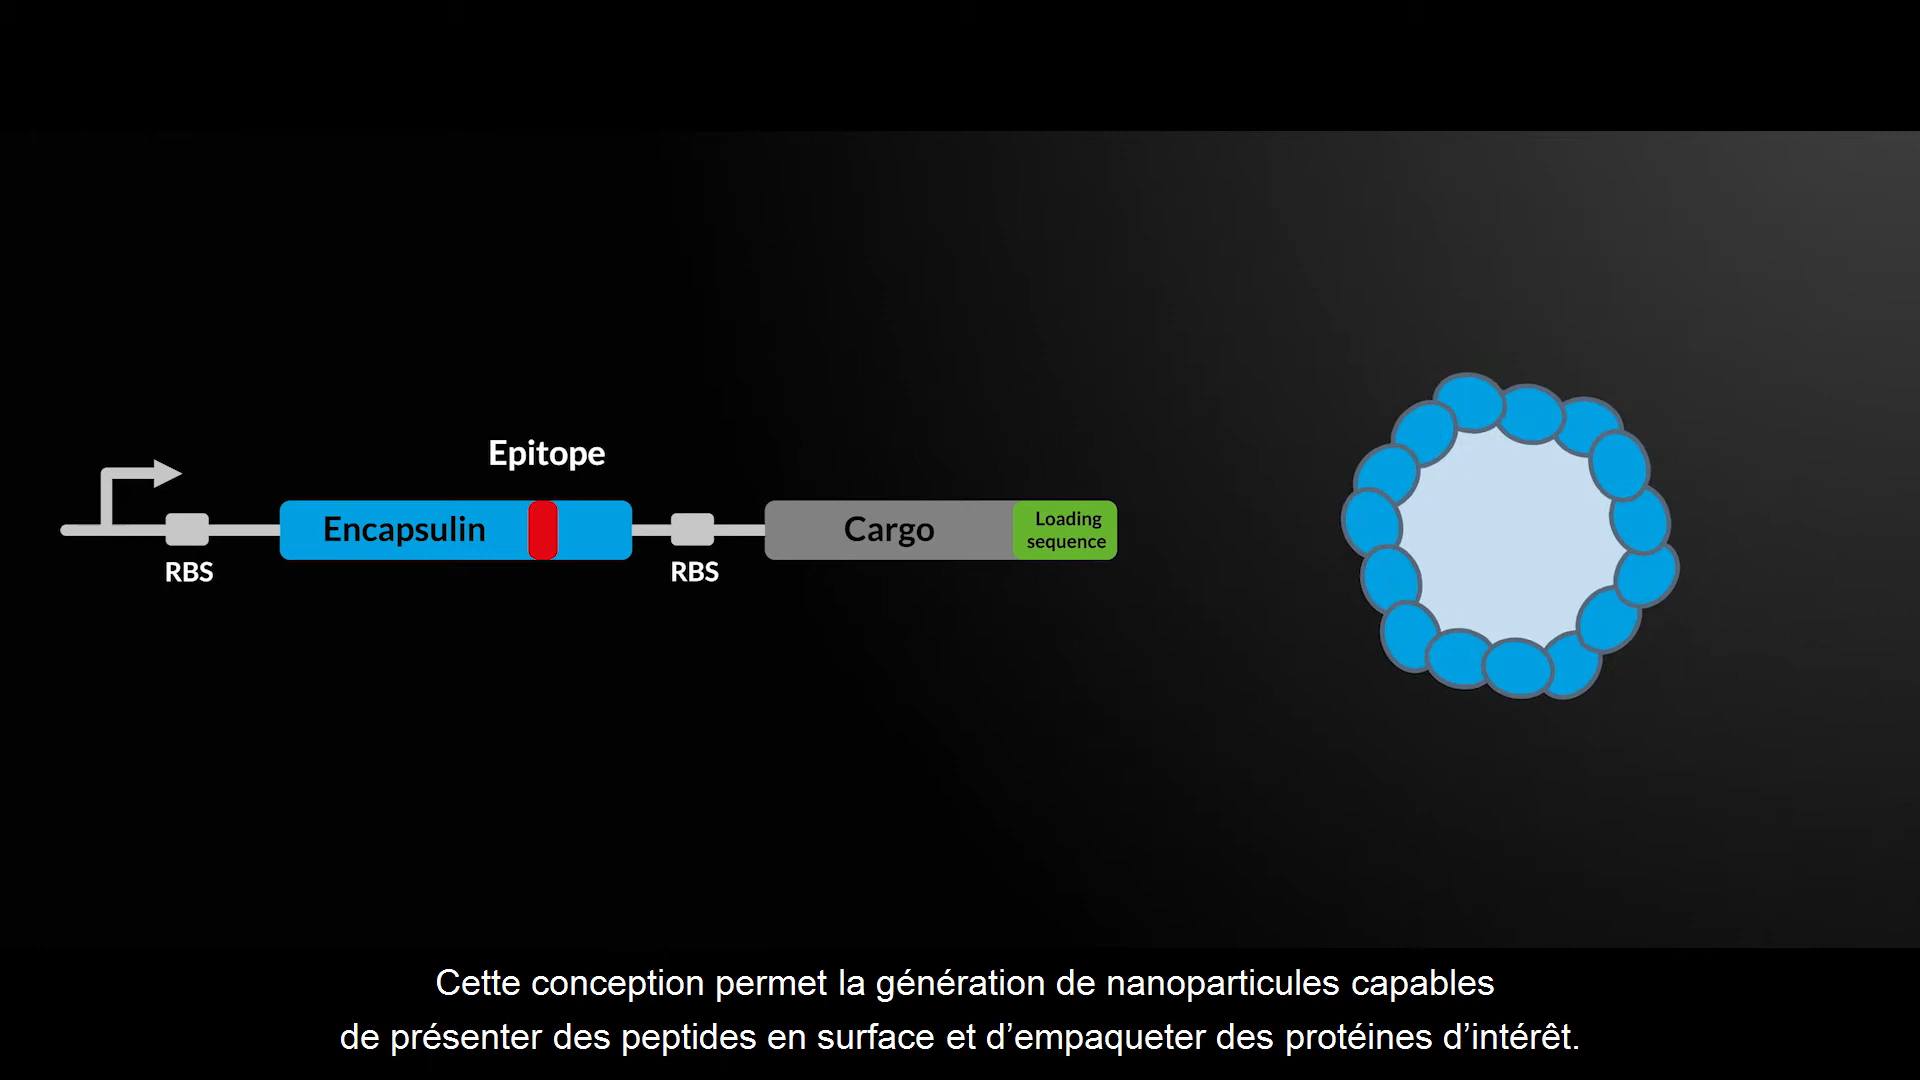 Epitope
Encapsulin
Cargo
Loading
sequence
RBS
RBS
Cette conception permet la génération de nanoparticules capables
de présenter des peptides en surface et d’empaqueter des protéines d’intérêt.